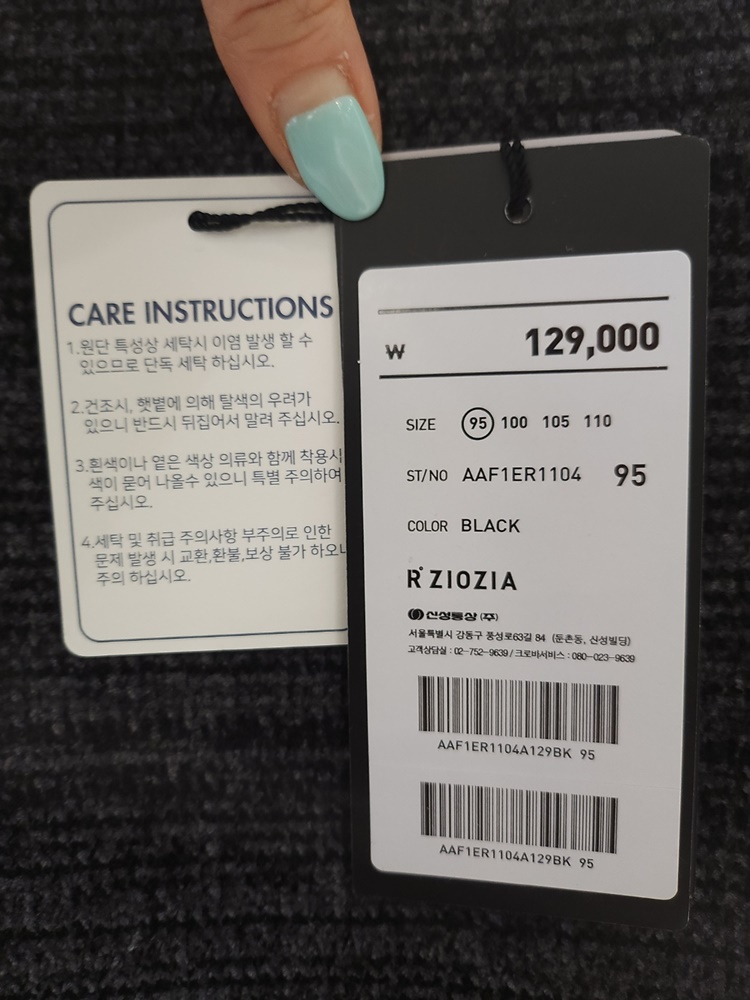 CARE INSTRUCTIONS
1.원단 특성상 세탁시 이염 발생 할 수
있으므로 단독 세탁 하십시오.
2.건조시, 햇볕에 의해 탈색의 우려가
있으니 반드시 뒤집어서 말려 주십시오.
3.흰색이나 옅은 색상 의류와 함께 착용시
색이 묻어 나올수 있으니 특별 주의하여
주십시오.
4.세탁 및 취급 주의사항 부주의로 인한
문제 발생 시 교환,환불,보상 불가 하오니
주의 하십시오.
₩ 129,000
SIZE 95 100 105 110
ST/NO AAF1ER1104 95
COLOR BLACK
R° ZIOZIA
신성통상 (주)
서울특별시 강동구 풍성로63길 84 (둔촌동, 신성빌딩)
고객상담실 : 02-752-9639 / 크로바서비스 : 080-023-9639
AAF1ER1104A129BK 95
AAF1ER1104A129BK 95